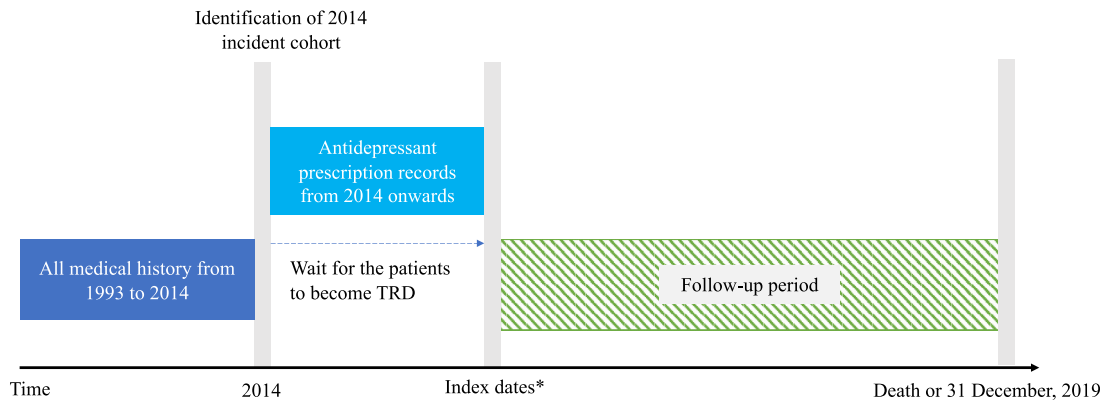 Identification of 2014
incident cohort
Antidepressant
prescription records
from 2014 onwards
All medical history from
1993 to 2014
Wait for the patients
to become TRD
Follow-up period
Time
2014
Index dates*
Death or 31 December, 2019